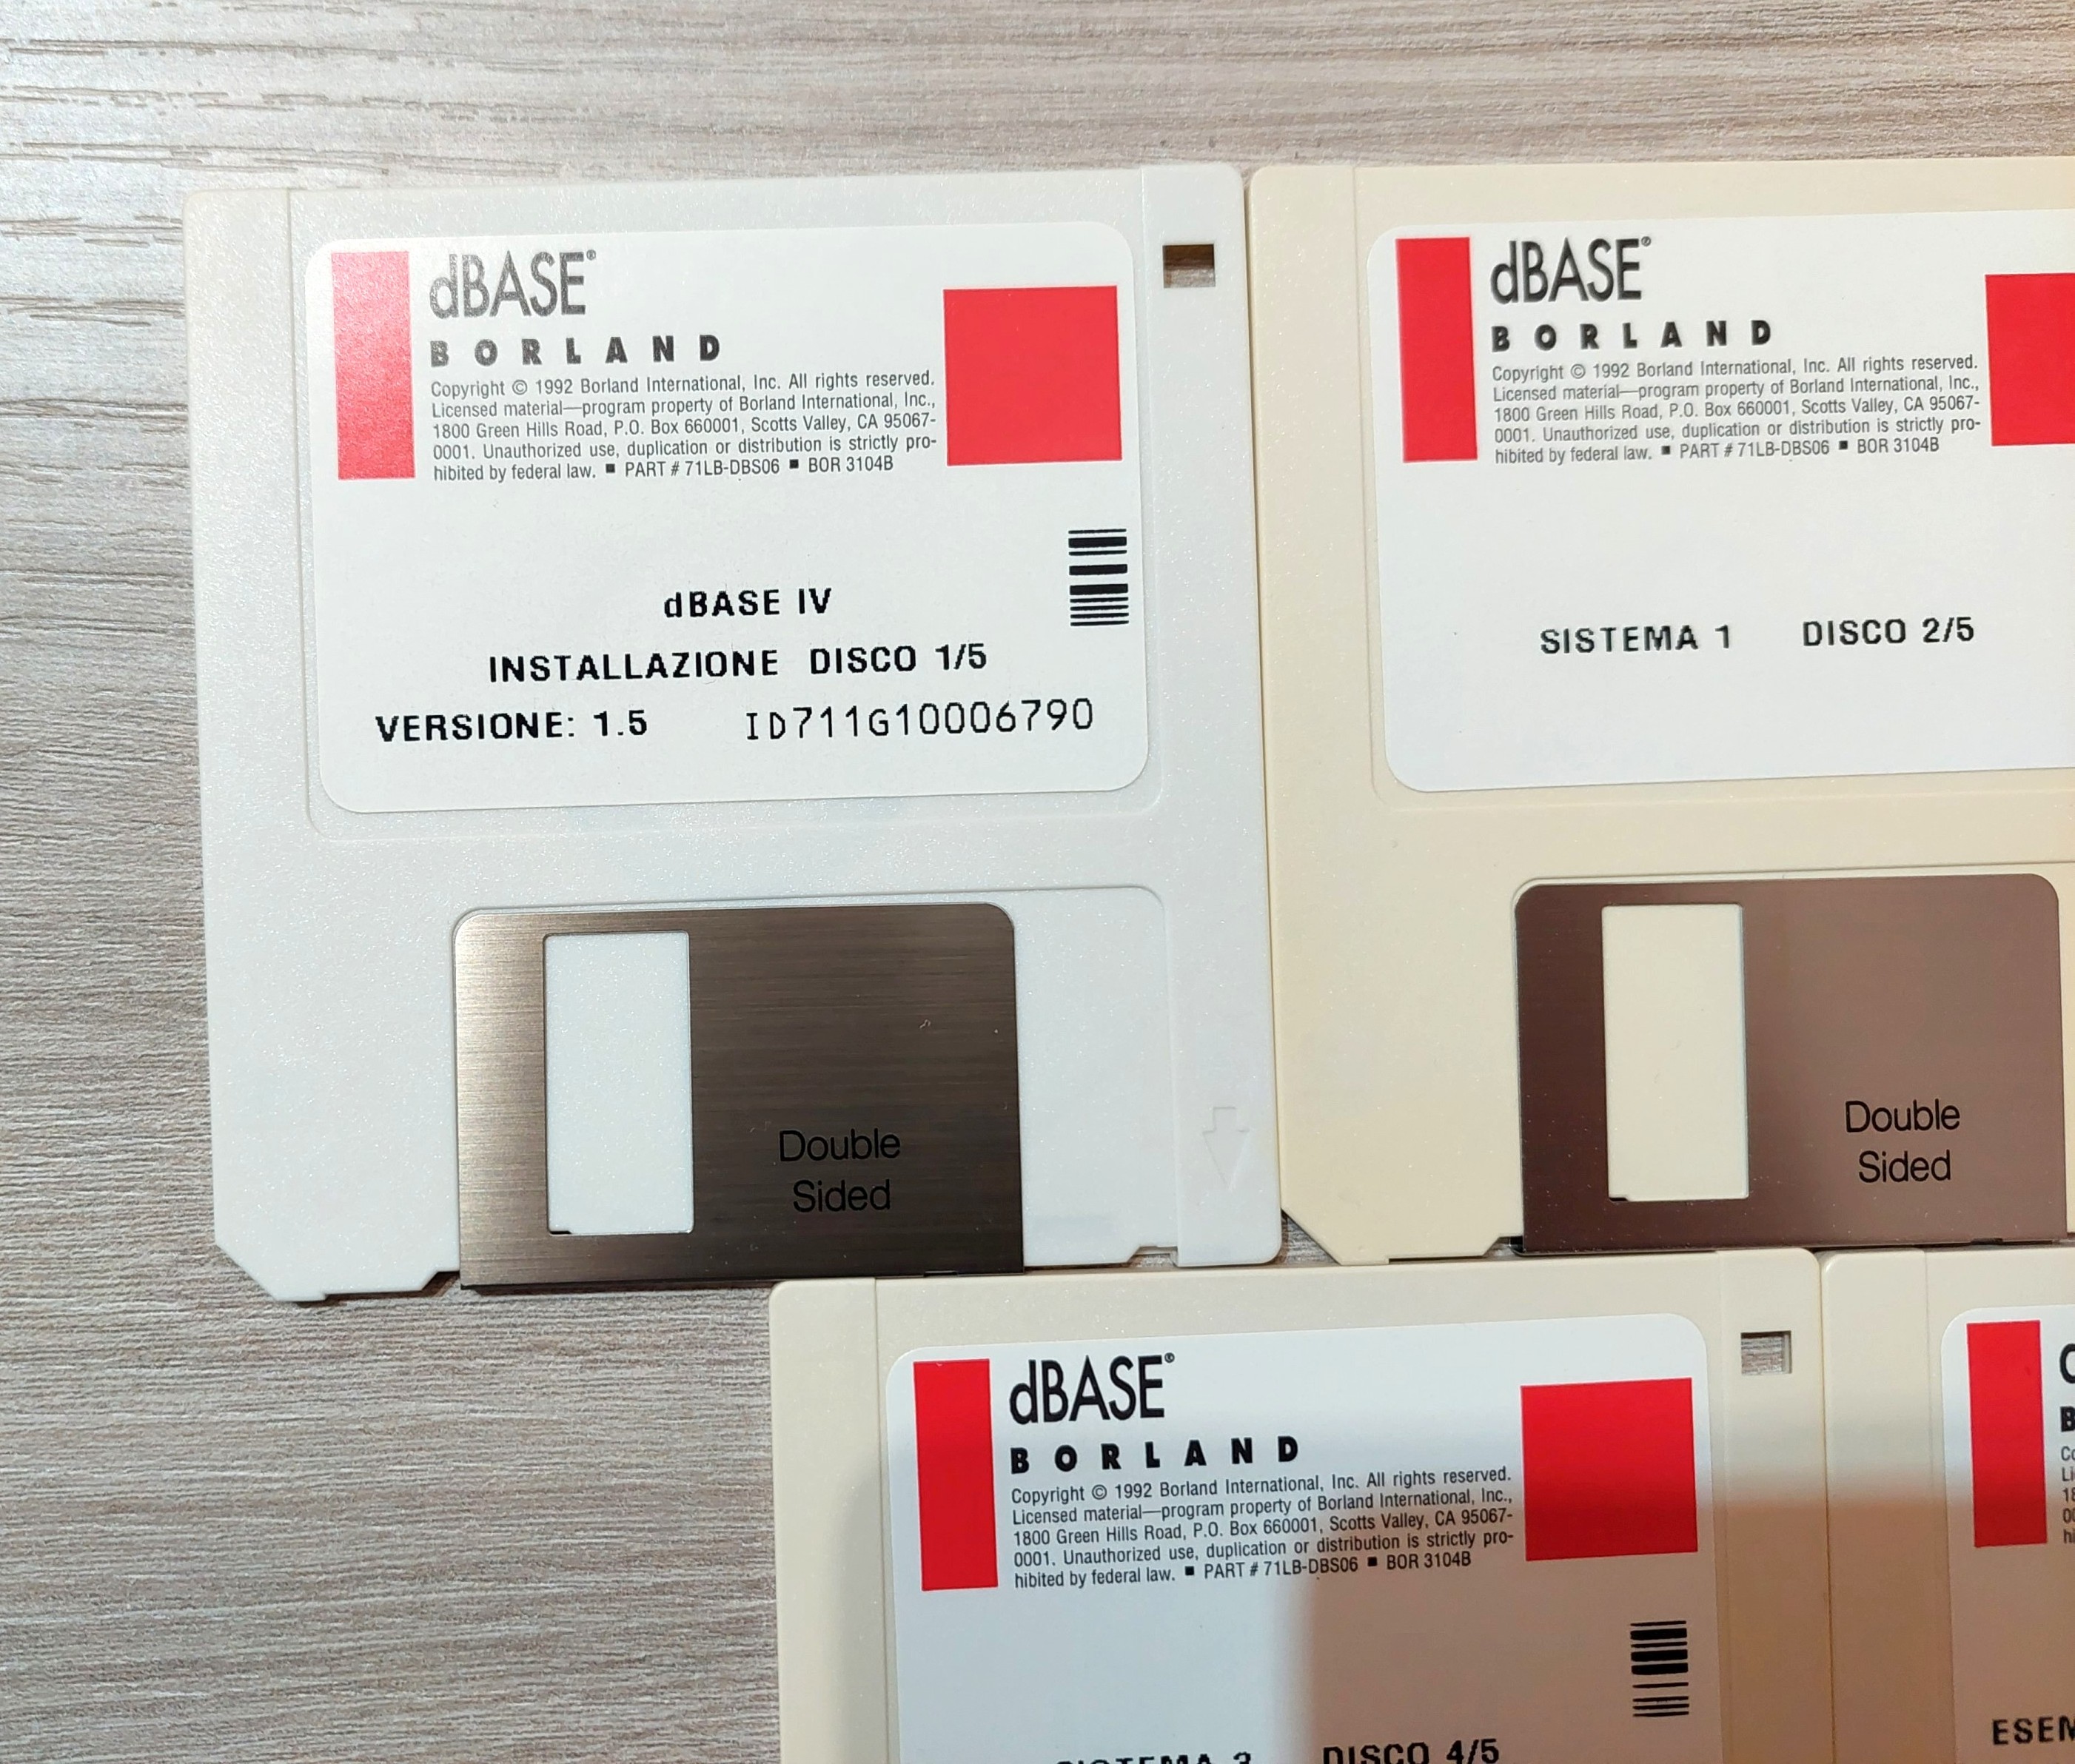 dBASE®
BORLAND
Copyright © 1992 Borland International, Inc. All rights reserved.
Licensed material—program property of Borland International, Inc.,
1800 Green Hills Road, P.O. Box 660001, Scotts Valley, CA 95067-
0001. Unauthorized use, duplication or distribution is strictly pro-
hibited by federal law. ■ PART # 71LB-DBS06 ■ BOR 3104B
dBASE IV
INSTALLAZIONE DISCO 1/5
VERSIONE: 1.5 ID711G10006790
Double
Sided
dBASE®
BORLAND
Copyright © 1992 Borland International, Inc. All rights reserved.
Licensed material—program property of Borland International, Inc.,
1800 Green Hills Road, P.O. Box 660001, Scotts Valley, CA 95067-
0001. Unauthorized use, duplication or distribution is strictly pro-
hibited by federal law. ■ PART # 71LB-DBS06 ■ BOR 3104B
SISTEMA 1 DISCO 2/5
Double
Sided
dBASE®
BORLAND
Copyright © 1992 Borland International, Inc. All rights reserved.
Licensed material—program property of Borland International, Inc.,
1800 Green Hills Road, P.O. Box 660001, Scotts Valley, CA 95067-
0001. Unauthorized use, duplication or distribution is strictly pro-
hibited by federal law. ■ PART # 71LB-DBS06 ■ BOR 3104B
SISTEMA 3 DISCO 4/5